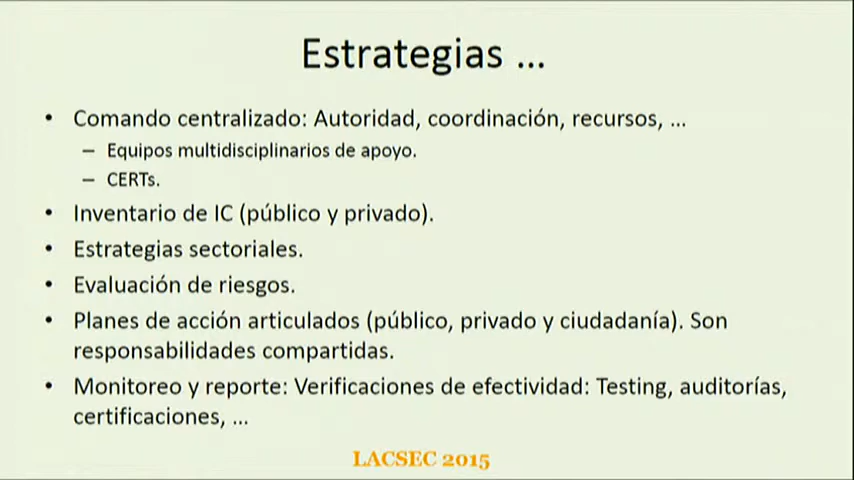 Estrategias ...
• Comando centralizado: Autoridad, coordinación, recursos, ...
– Equipos multidisciplinarios de apoyo.
– CERTs.
• Inventario de IC (público y privado).
• Estrategias sectoriales.
• Evaluación de riesgos.
• Planes de acción articulados (público, privado y ciudadanía). Son
responsabilidades compartidas.
• Monitoreo y reporte: Verificaciones de efectividad: Testing, auditorías,
certificaciones, ...
LACSEC 2015